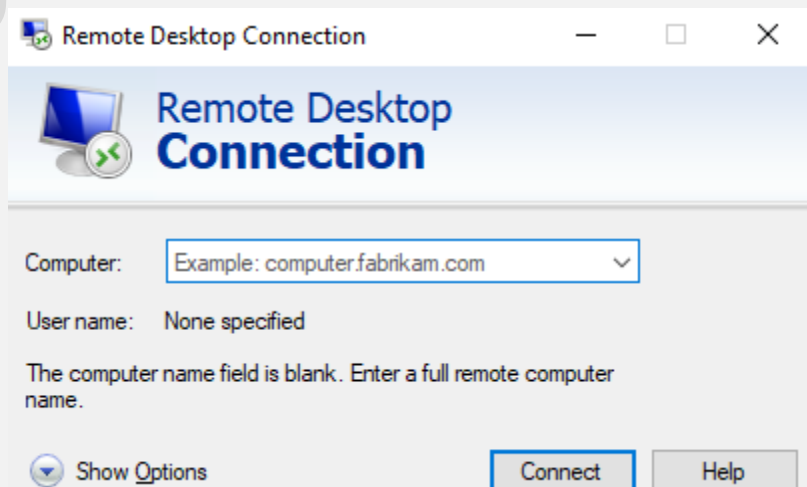 Remote Desktop Connection
Remote Desktop
Connection
Computer: Example: computer.fabrikam.com
User name: None specified
The computer name field is blank. Enter a full remote computer
name.
Show Options Connect Help